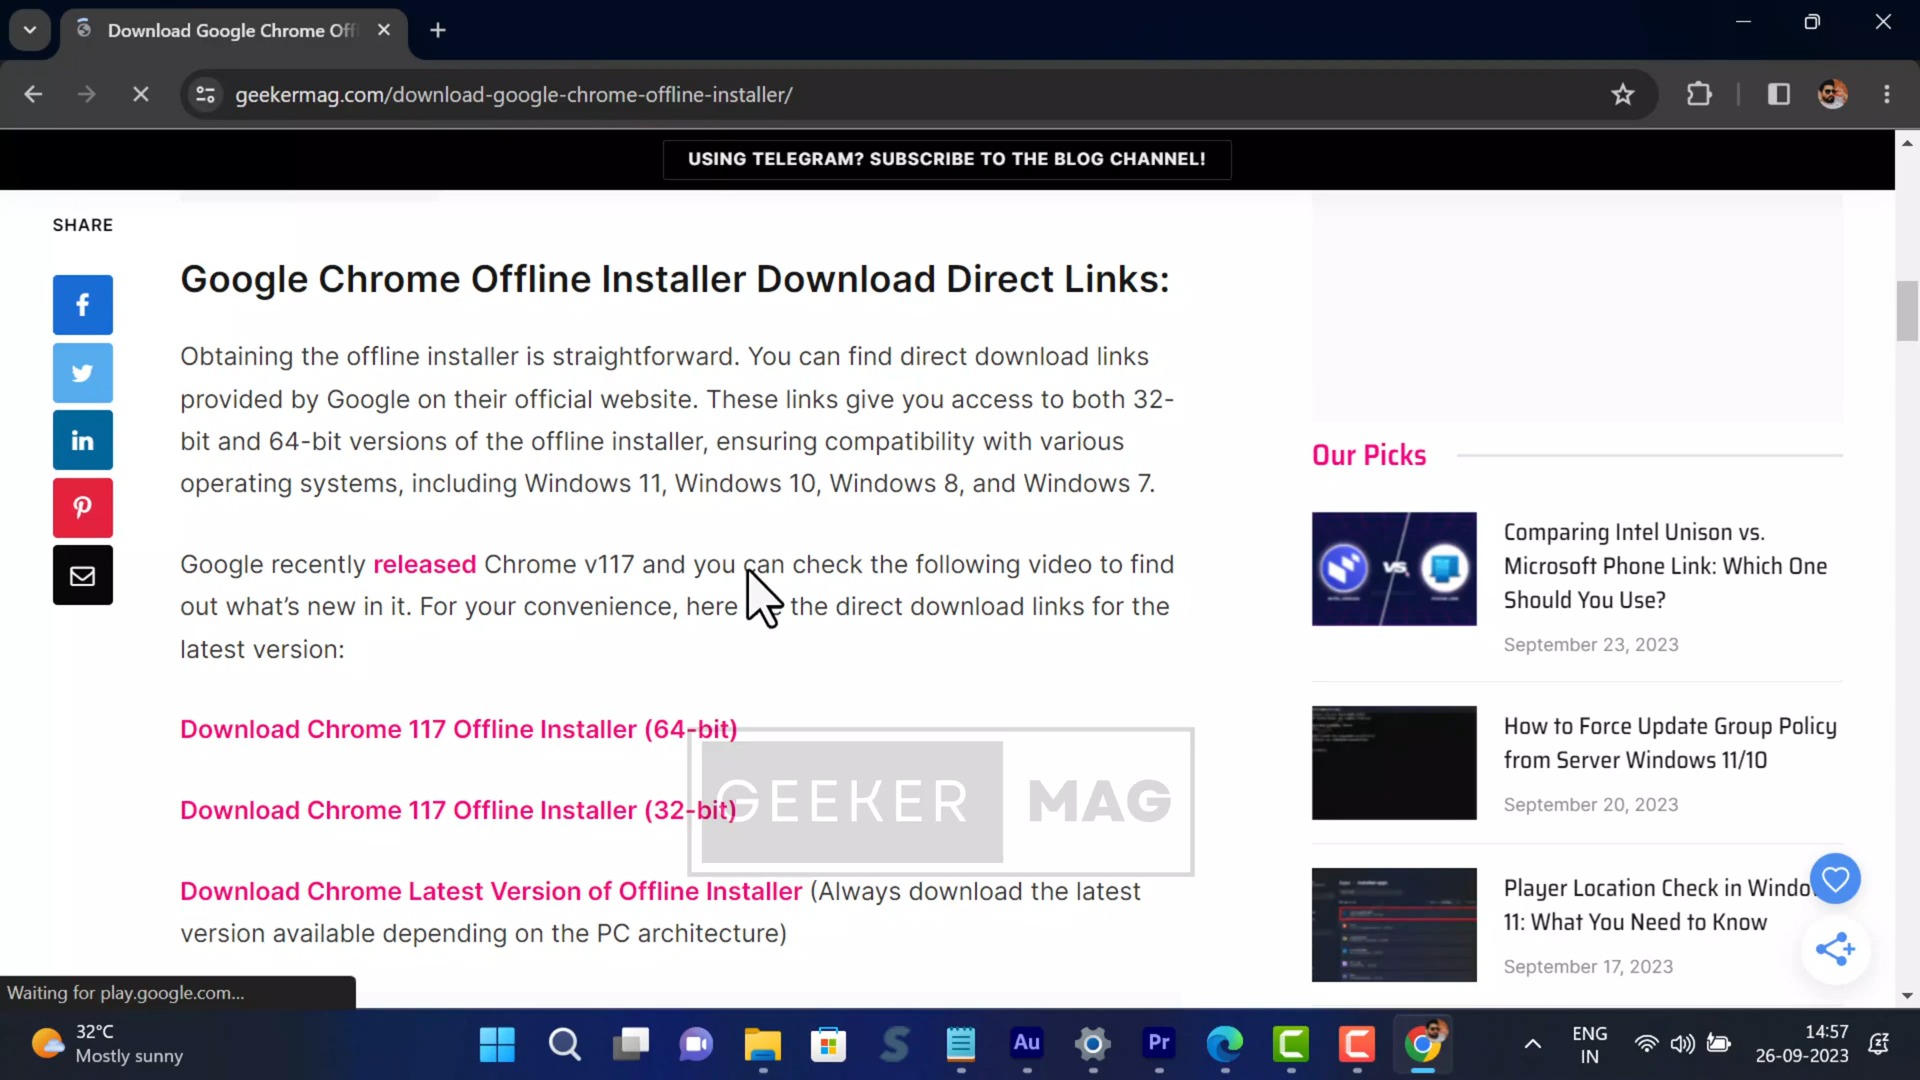 Download Google Chrome Off
geekermag.com/download-google-chrome-offline-installer/
USING TELEGRAM? SUBSCRIBE TO THE BLOG CHANNEL!
SHARE
Google Chrome Offline Installer Download Direct Links:
Obtaining the offline installer is straightforward. You can find direct download links
provided by Google on their official website. These links give you access to both 32-
bit and 64-bit versions of the offline installer, ensuring compatibility with various
operating systems, including Windows 11, Windows 10, Windows 8, and Windows 7.
Google recently released Chrome v117 and you can check the following video to find
out what's new in it. For your convenience, here the direct download links for the
latest version:
Download Chrome 117 Offline Installer (64-bit)
Download Chrome 117 Offline Installer (32-bit)
GEEKER MAG
Download Chrome Latest Version of Offline Installer (Always download the latest
version available depending on the PC architecture)
Our Picks
VS
Comparing Intel Unison vs.
Microsoft Phone Link: Which One
Should You Use?
September 23, 2023
How to Force Update Group Policy
from Server Windows 11/10
September 20, 2023
Player Location Check in Windo
11: What You Need to Know
September 17, 2023
Waiting for play.google.com...
32°C
Mostly sunny
Au
Pr
ENG
IN
14:57
26-09-2023